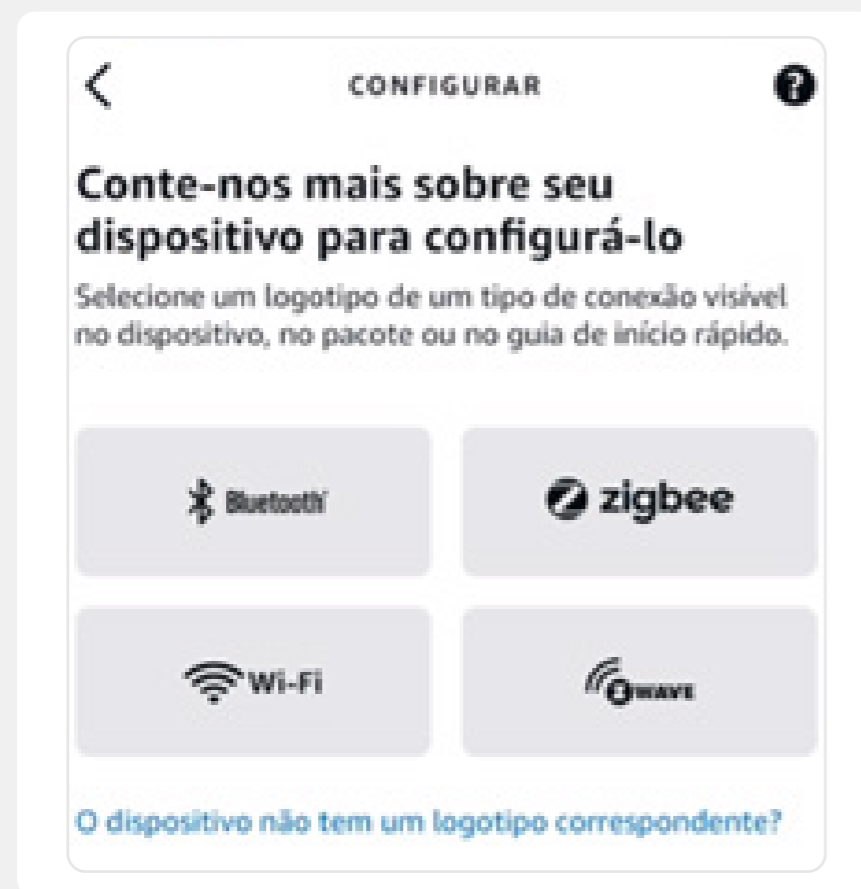 CONFIGURAR
Conte-nos mais sobre seu
dispositivo para configurá-lo
Selecione um logotipo de um tipo de conexão visível
no dispositivo, no pacote ou no guia de início rápido.
Bluetooth
zigbee
Wi-Fi
Z WAVE
O dispositivo não tem um logotipo correspondente?